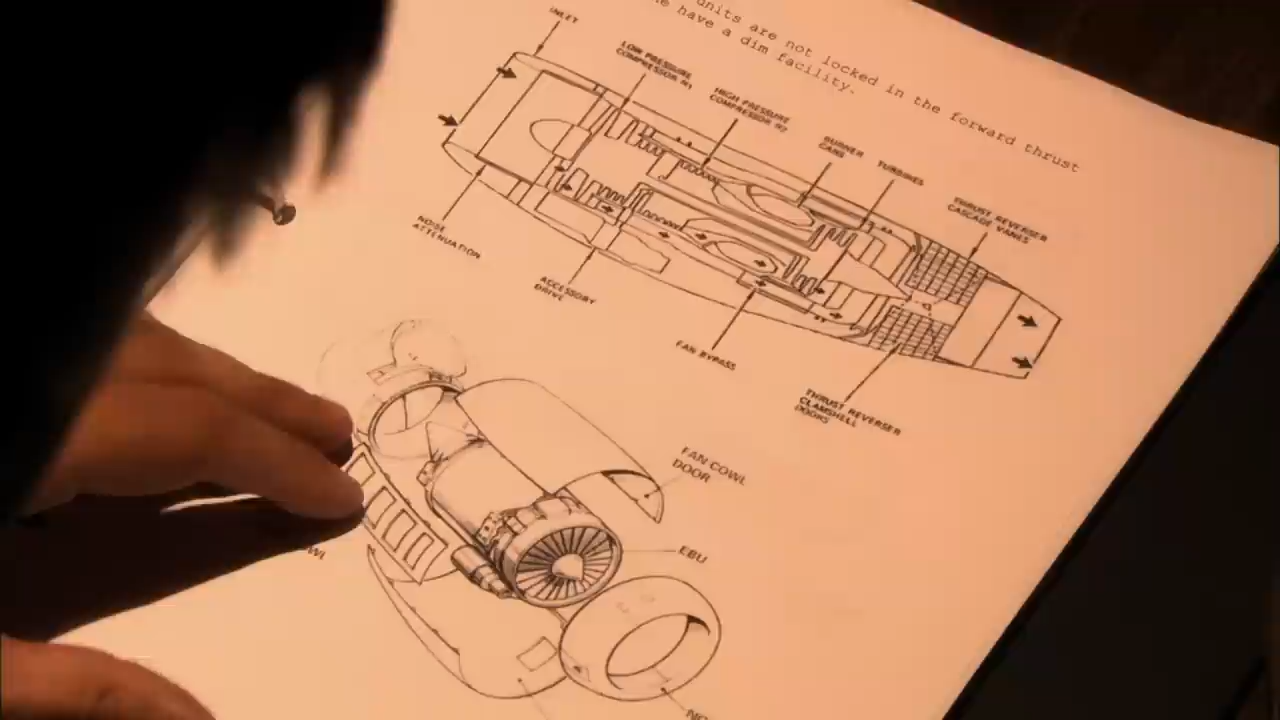 units are not locked in the forward thrust
have a dim facility.
INLET
LOW PRESSURE
COMPRESSOR N1
HIGH PRESSURE
COMPRESSOR N2
BURNER
CANS
TURBINES
THRUST REVERSER
CASCADE VANES
NOISE
ATTENUATION
ACCESSORY
DRIVE
FAN BYPASS
THRUST REVERSER
CLAMSHELL
DOORS
FAN COWL
DOOR
EBU